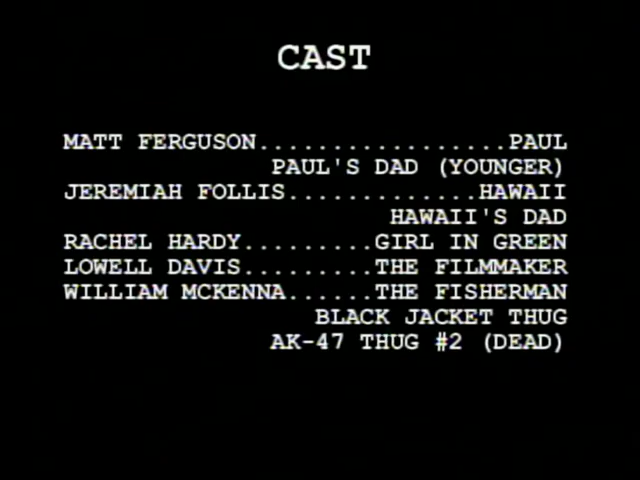 CAST
MATT FERGUSON.................PAUL
PAUL'S DAD (YOUNGER)
JEREMIAH FOLLIS.............HAWAII
HAWAII'S DAD
RACHEL HARDY.........GIRL IN GREEN
LOWELL DAVIS.........THE FILMMAKER
WILLIAM MCKENNA......THE FISHERMAN
BLACK JACKET THUG
AK-47 THUG #2 (DEAD)